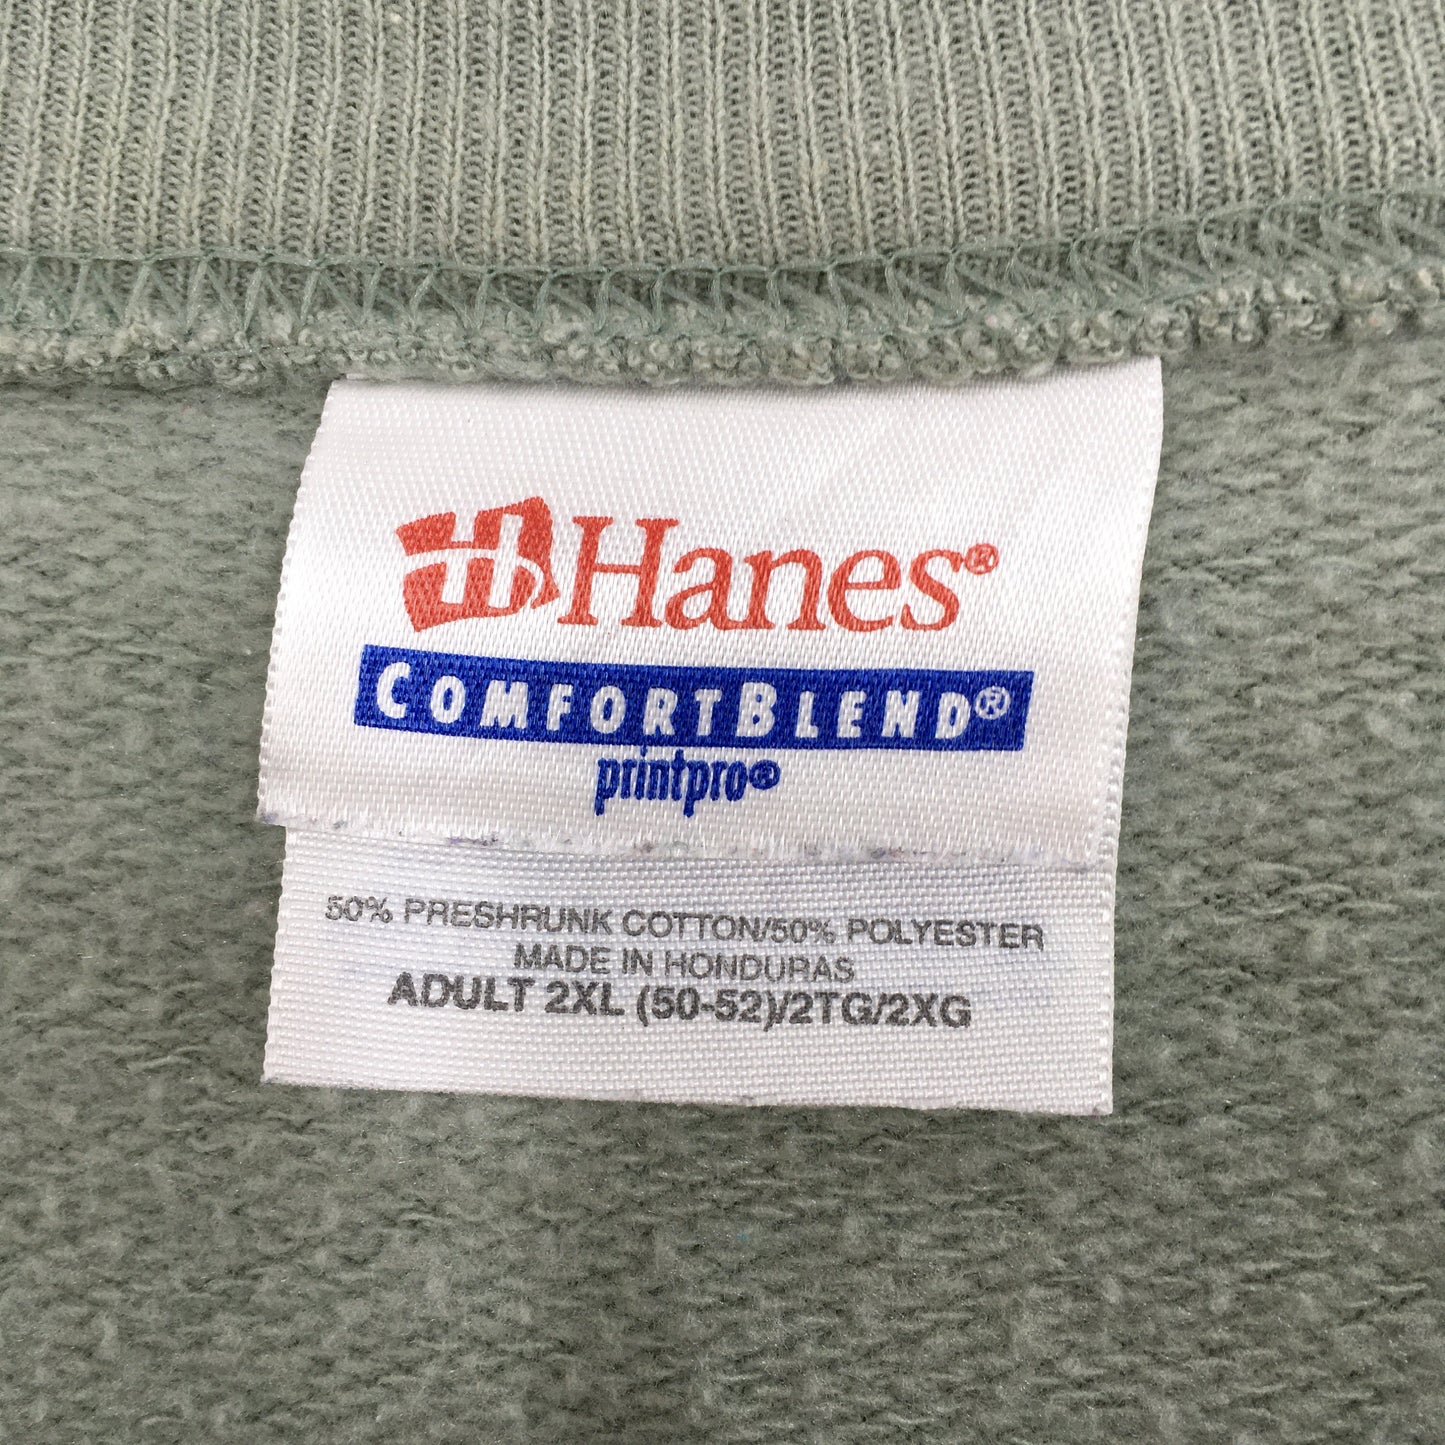 Hanes®
COMFORTBLEND®
printpro®
50% PRESHRUNK COTTON/50% POLYESTER
MADE IN HONDURAS
ADULT 2XL (50-52)/2TG/2XG